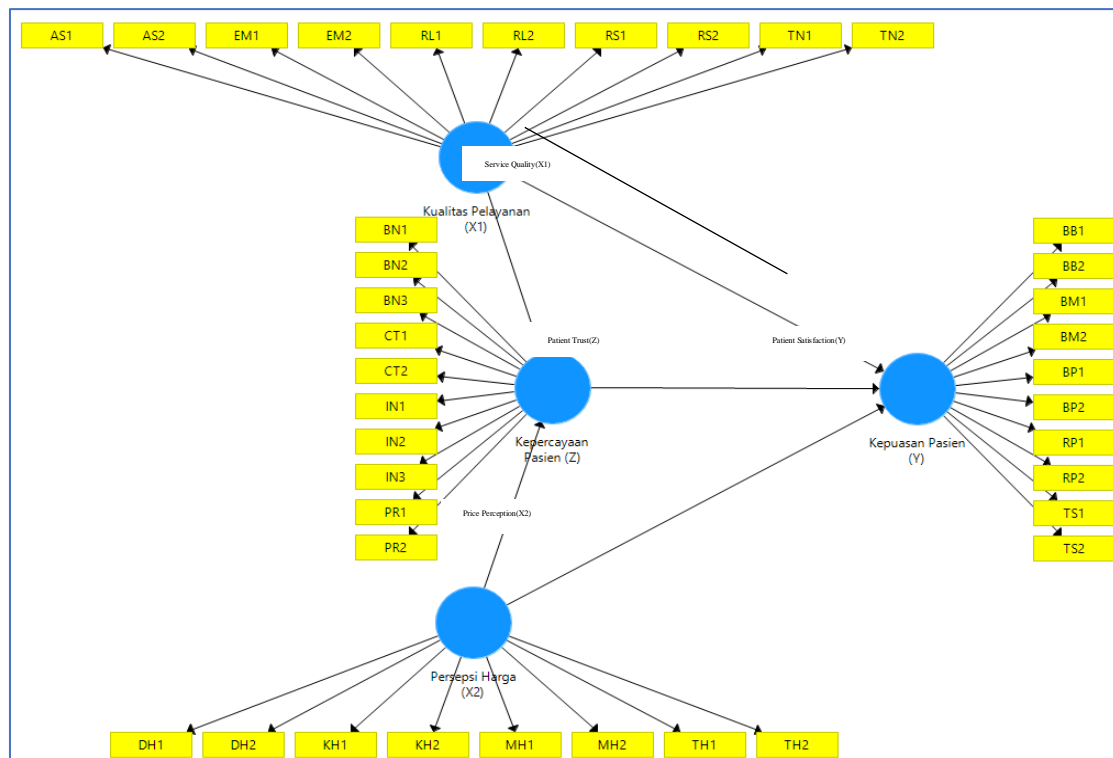 AS1
AS2
EM1
EM2
RL1
RL2
RS1
RS2
TN1
TN2
Service Quality(X1)
Kualitas Pelayanan
(X1)
BN1
BN2
BN3
CT1
CT2
IN1
IN2
IN3
PR1
PR2
Patient Trust(Z)
Kepercayaan
Pasien (Z)
Patient Satisfaction(Y)
Kepuasan Pasien
(Y)
BB1
BB2
BM1
BM2
BP1
BP2
RP1
RP2
TS1
TS2
Price Perception(X2)
Persepsi Harga
(X2)
DH1
DH2
KH1
KH2
MH1
MH2
TH1
TH2